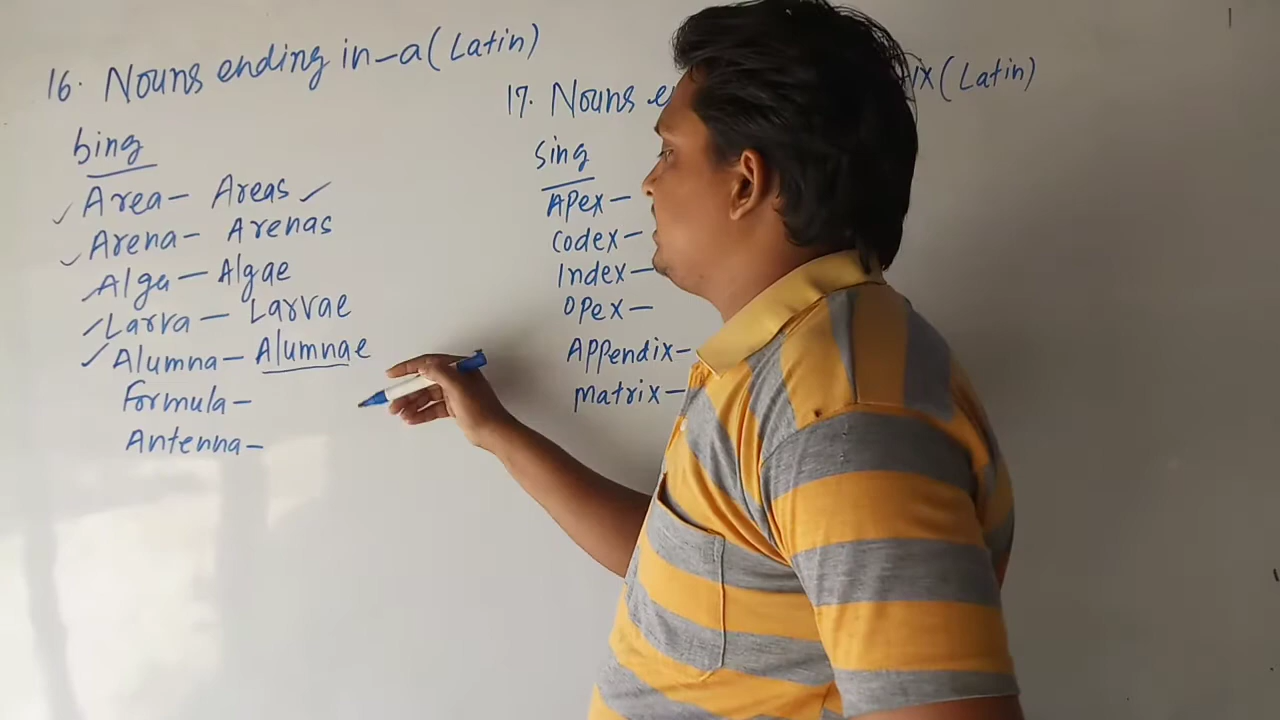 16. Nouns ending in-a (Latin)
Sing
Area - Areas
Arena - Arenas
Alga - Algae
Larva - Larvae
Alumna - Alumnae
Formula -
Antenna -
17. Nouns ix (Latin)
Sing
Apex -
Codex -
Index -
Opex -
Appendix -
matrix -